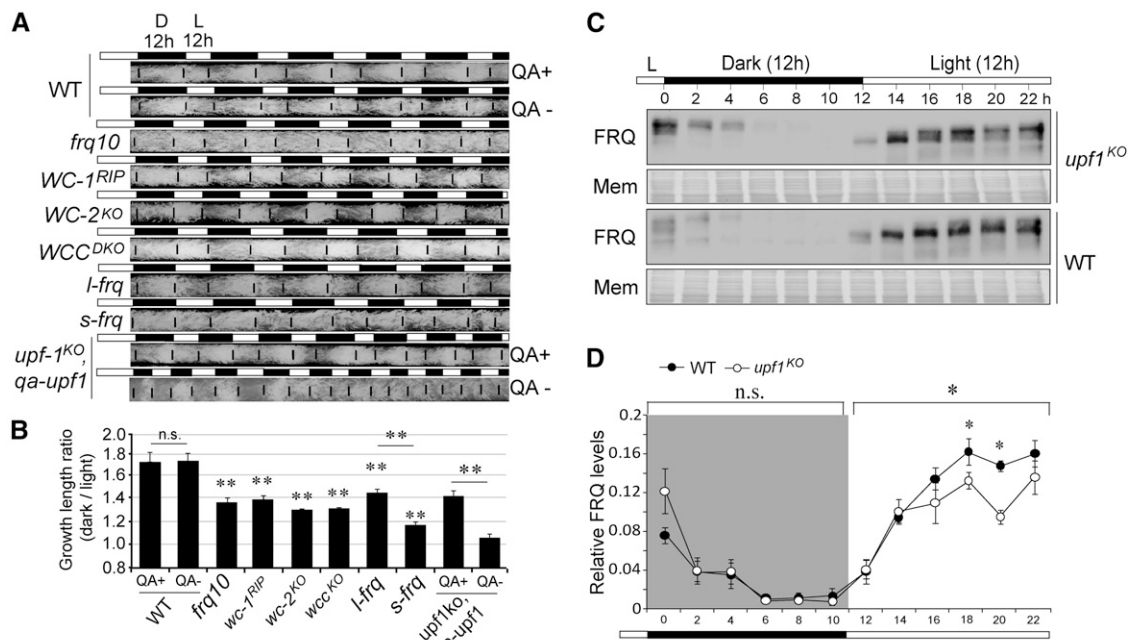 A
D L
12h 12h
WT
QA+
QA -
frq10
WC-1RIP
WC-2KO
WCCDKO
l-frq
s-frq
upf-1KO,
qa-upf1
QA+
QA -
B
Growth length ratio
(dark / light)
2.0
1.8
1.6
1.4
1.2
1.0
0.8
n.s.
** ** ** ** ** ** ** **
QA+ QA- QA+ QA-
WT
frq10
wc-1RIP
wc-2KO
wccKO
l-frq
s-frq
upf1ko,
C
L Dark (12h) Light (12h)
0 2 4 6 8 10 12 14 16 18 20 22 h
FRQ
Mem
upf1KO
FRQ
Mem
WT
D
WT upf1KO
n.s. *
* *
Relative FRQ levels
0.2
0.16
0.12
0.08
0.04
0
0 2 4 6 8 10 12 14 16 18 20 22